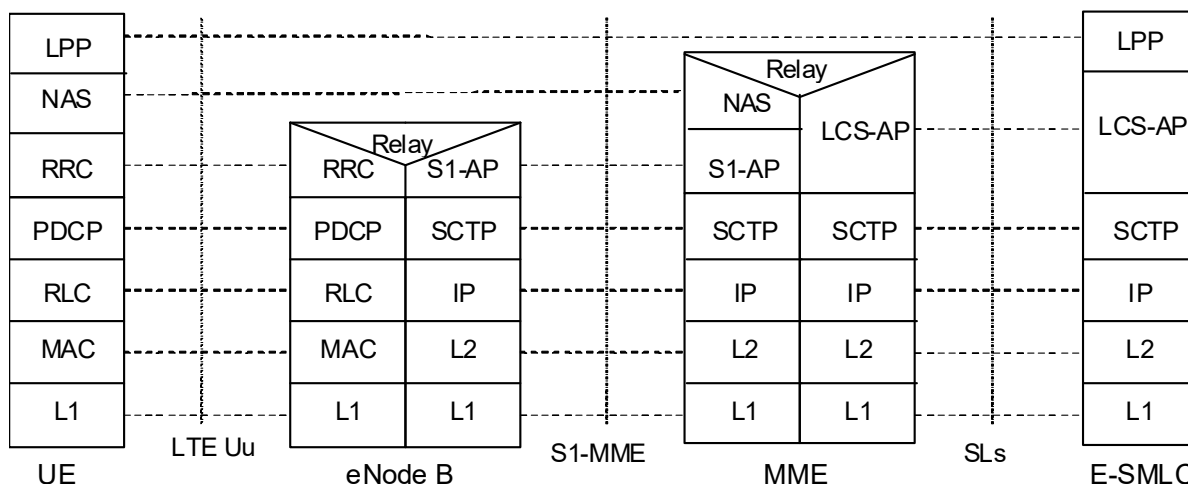 LPP
LPP
Relay
NAS
NAS
LCS-AP
LCS-AP
Relay
RRC
RRC
S1-AP
S1-AP
PDCP
PDCP
SCTP
SCTP
SCTP
SCTP
RLC
RLC
IP
IP
IP
IP
MAC
MAC
L2
L2
L2
L2
L1
L1
L1
L1
L1
L1
LTE Uu
S1-MME
SLs
UE
eNode B
MME
E-SMLC